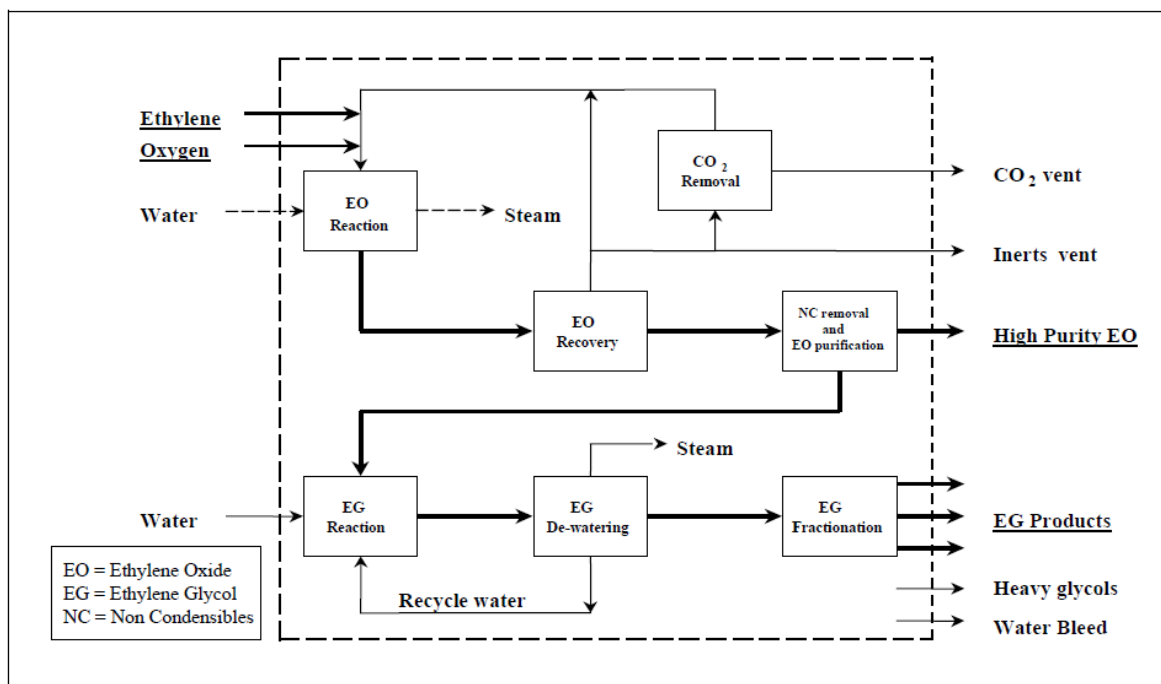 Ethylene
Oxygen
Water
EO
Reaction
Steam
CO2
Removal
CO2 vent
Inerts vent
EO
Recovery
NC removal
and
EO purification
High Purity EO
Steam
Water
EG
Reaction
EG
De-watering
EG
Fractionation
EG Products
Recycle water
Heavy glycols
Water Bleed
EO = Ethylene Oxide
EG = Ethylene Glycol
NC = Non Condensibles